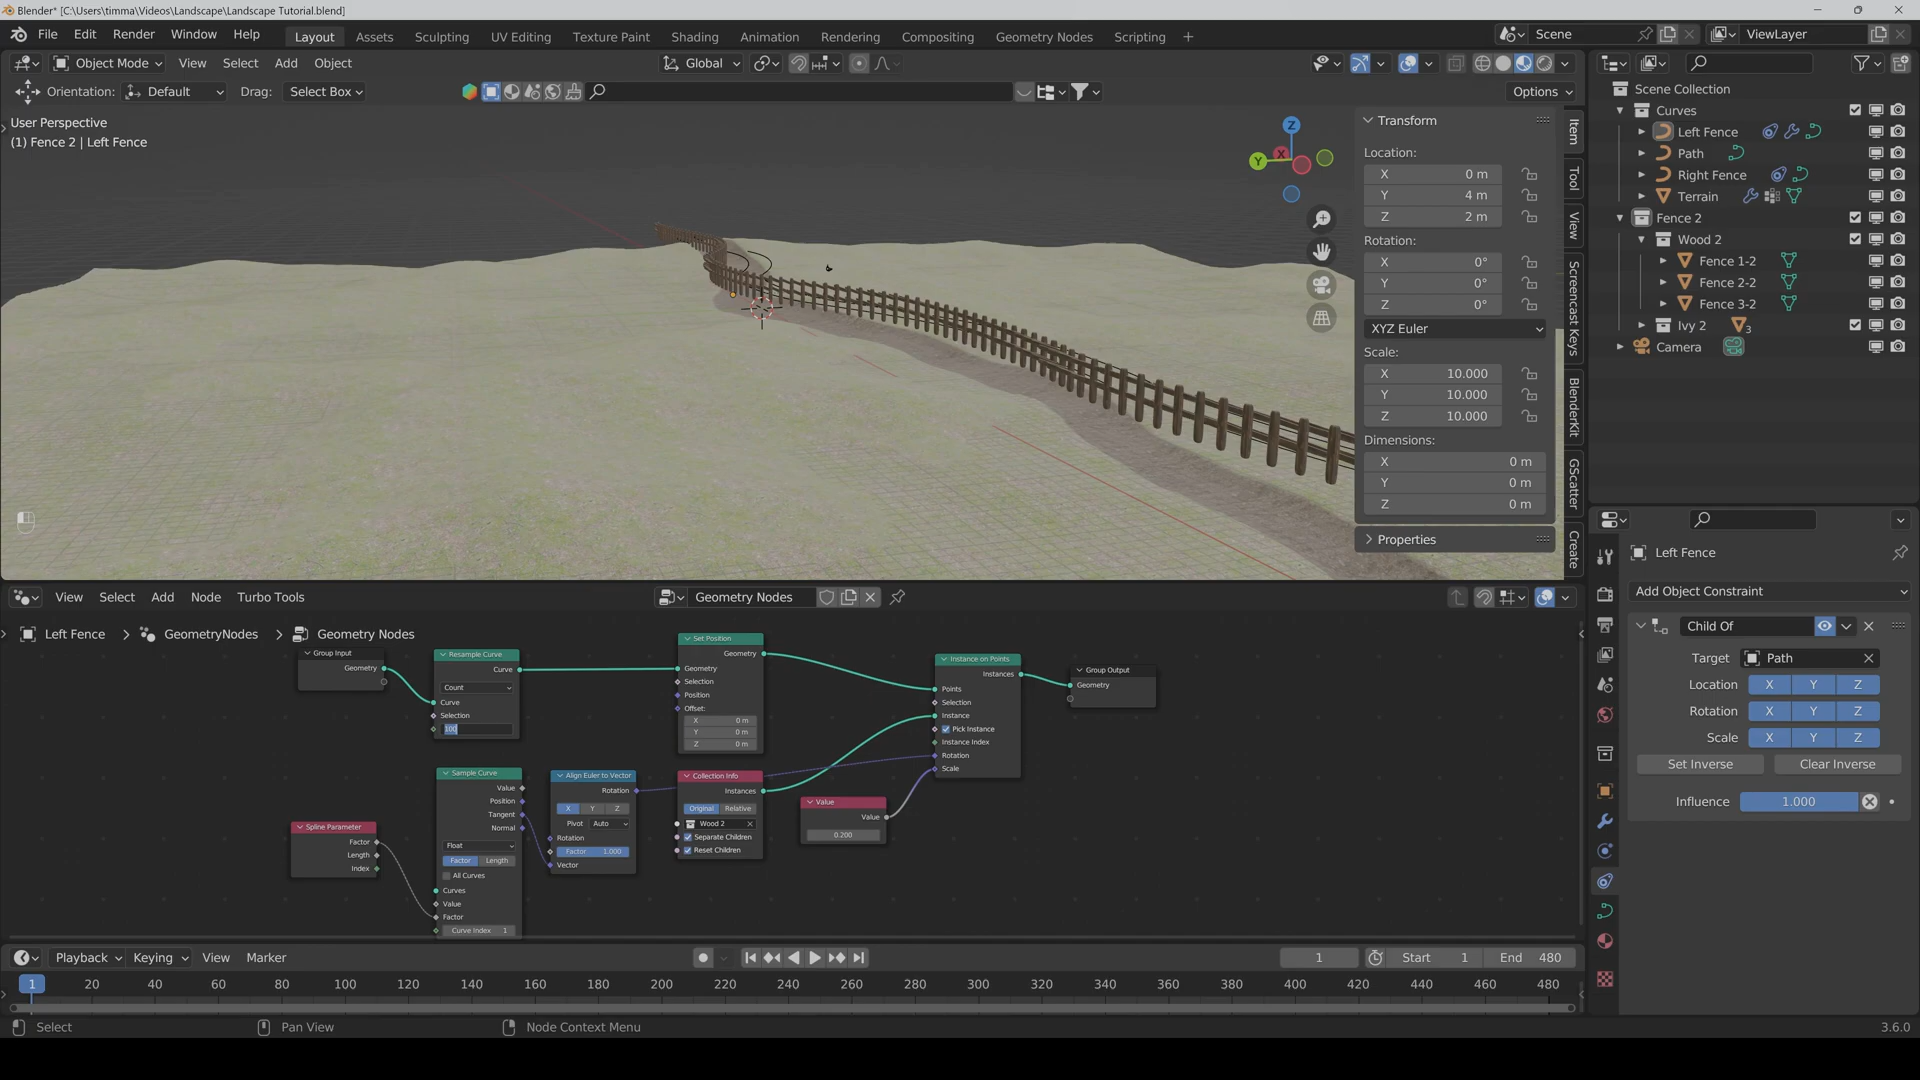 Blender* [C:\Users\timma\Videos\Landscape\Landscape Tutorial.blend]
File Edit Render Window Help
Layout Assets Sculpting UV Editing Texture Paint Shading Animation Rendering Compositing Geometry Nodes Scripting +
Scene
ViewLayer
Object Mode View Select Add Object
Global
Orientation: Default Drag: Select Box
Options
User Perspective
(1) Fence 2 | Left Fence
Z
Y
X
Transform
Location:
X 0 m
Y 4 m
Z 2 m
Rotation:
X 0°
Y 0°
Z 0°
XYZ Euler
Scale:
X 10.000
Y 10.000
Z 10.000
Dimensions:
X 0 m
Y 0 m
Z 0 m
Properties
Item
Tool
View
Screencast Keys
BlenderKit
GScatter
Create
Scene Collection
Curves
Left Fence
Path
Right Fence
Terrain
Fence 2
Wood 2
Fence 1-2
Fence 2-2
Fence 3-2
Ivy 2
3
Camera
Left Fence
Add Object Constraint
Child Of
Target Path
Location X Y Z
Rotation X Y Z
Scale X Y Z
Set Inverse Clear Inverse
Influence 1.000
View Select Add Node Turbo Tools
Geometry Nodes
Left Fence > GeometryNodes > Geometry Nodes
Group Input
Geometry
Resample Curve
Curve
Count
Curve
Selection
100
Set Position
Geometry
Geometry
Selection
Position
Offset:
X 0 m
Y 0 m
Z 0 m
Instance on Points
Instances
Points
Selection
Instance
Pick Instance
Instance Index
Rotation
Scale
Group Output
Geometry
Spline Parameter
Factor
Length
Index
Sample Curve
Value
Position
Tangent
Normal
Float
Factor Length
All Curves
Curves
Value
Factor
Curve Index 1
Align Euler to Vector
Rotation
X Y Z
Pivot Auto
Rotation
Factor 1.000
Vector
Collection Info
Instances
Original Relative
Wood 2
Separate Children
Reset Children
Value
Value
0.200
Playback Keying View Marker
1 Start 1 End 480
1 20 40 60 80 100 120 140 160 180 200 220 240 260 280 300 320 340 360 380 400 420 440 460 480
Select Pan View Node Context Menu
3.6.0